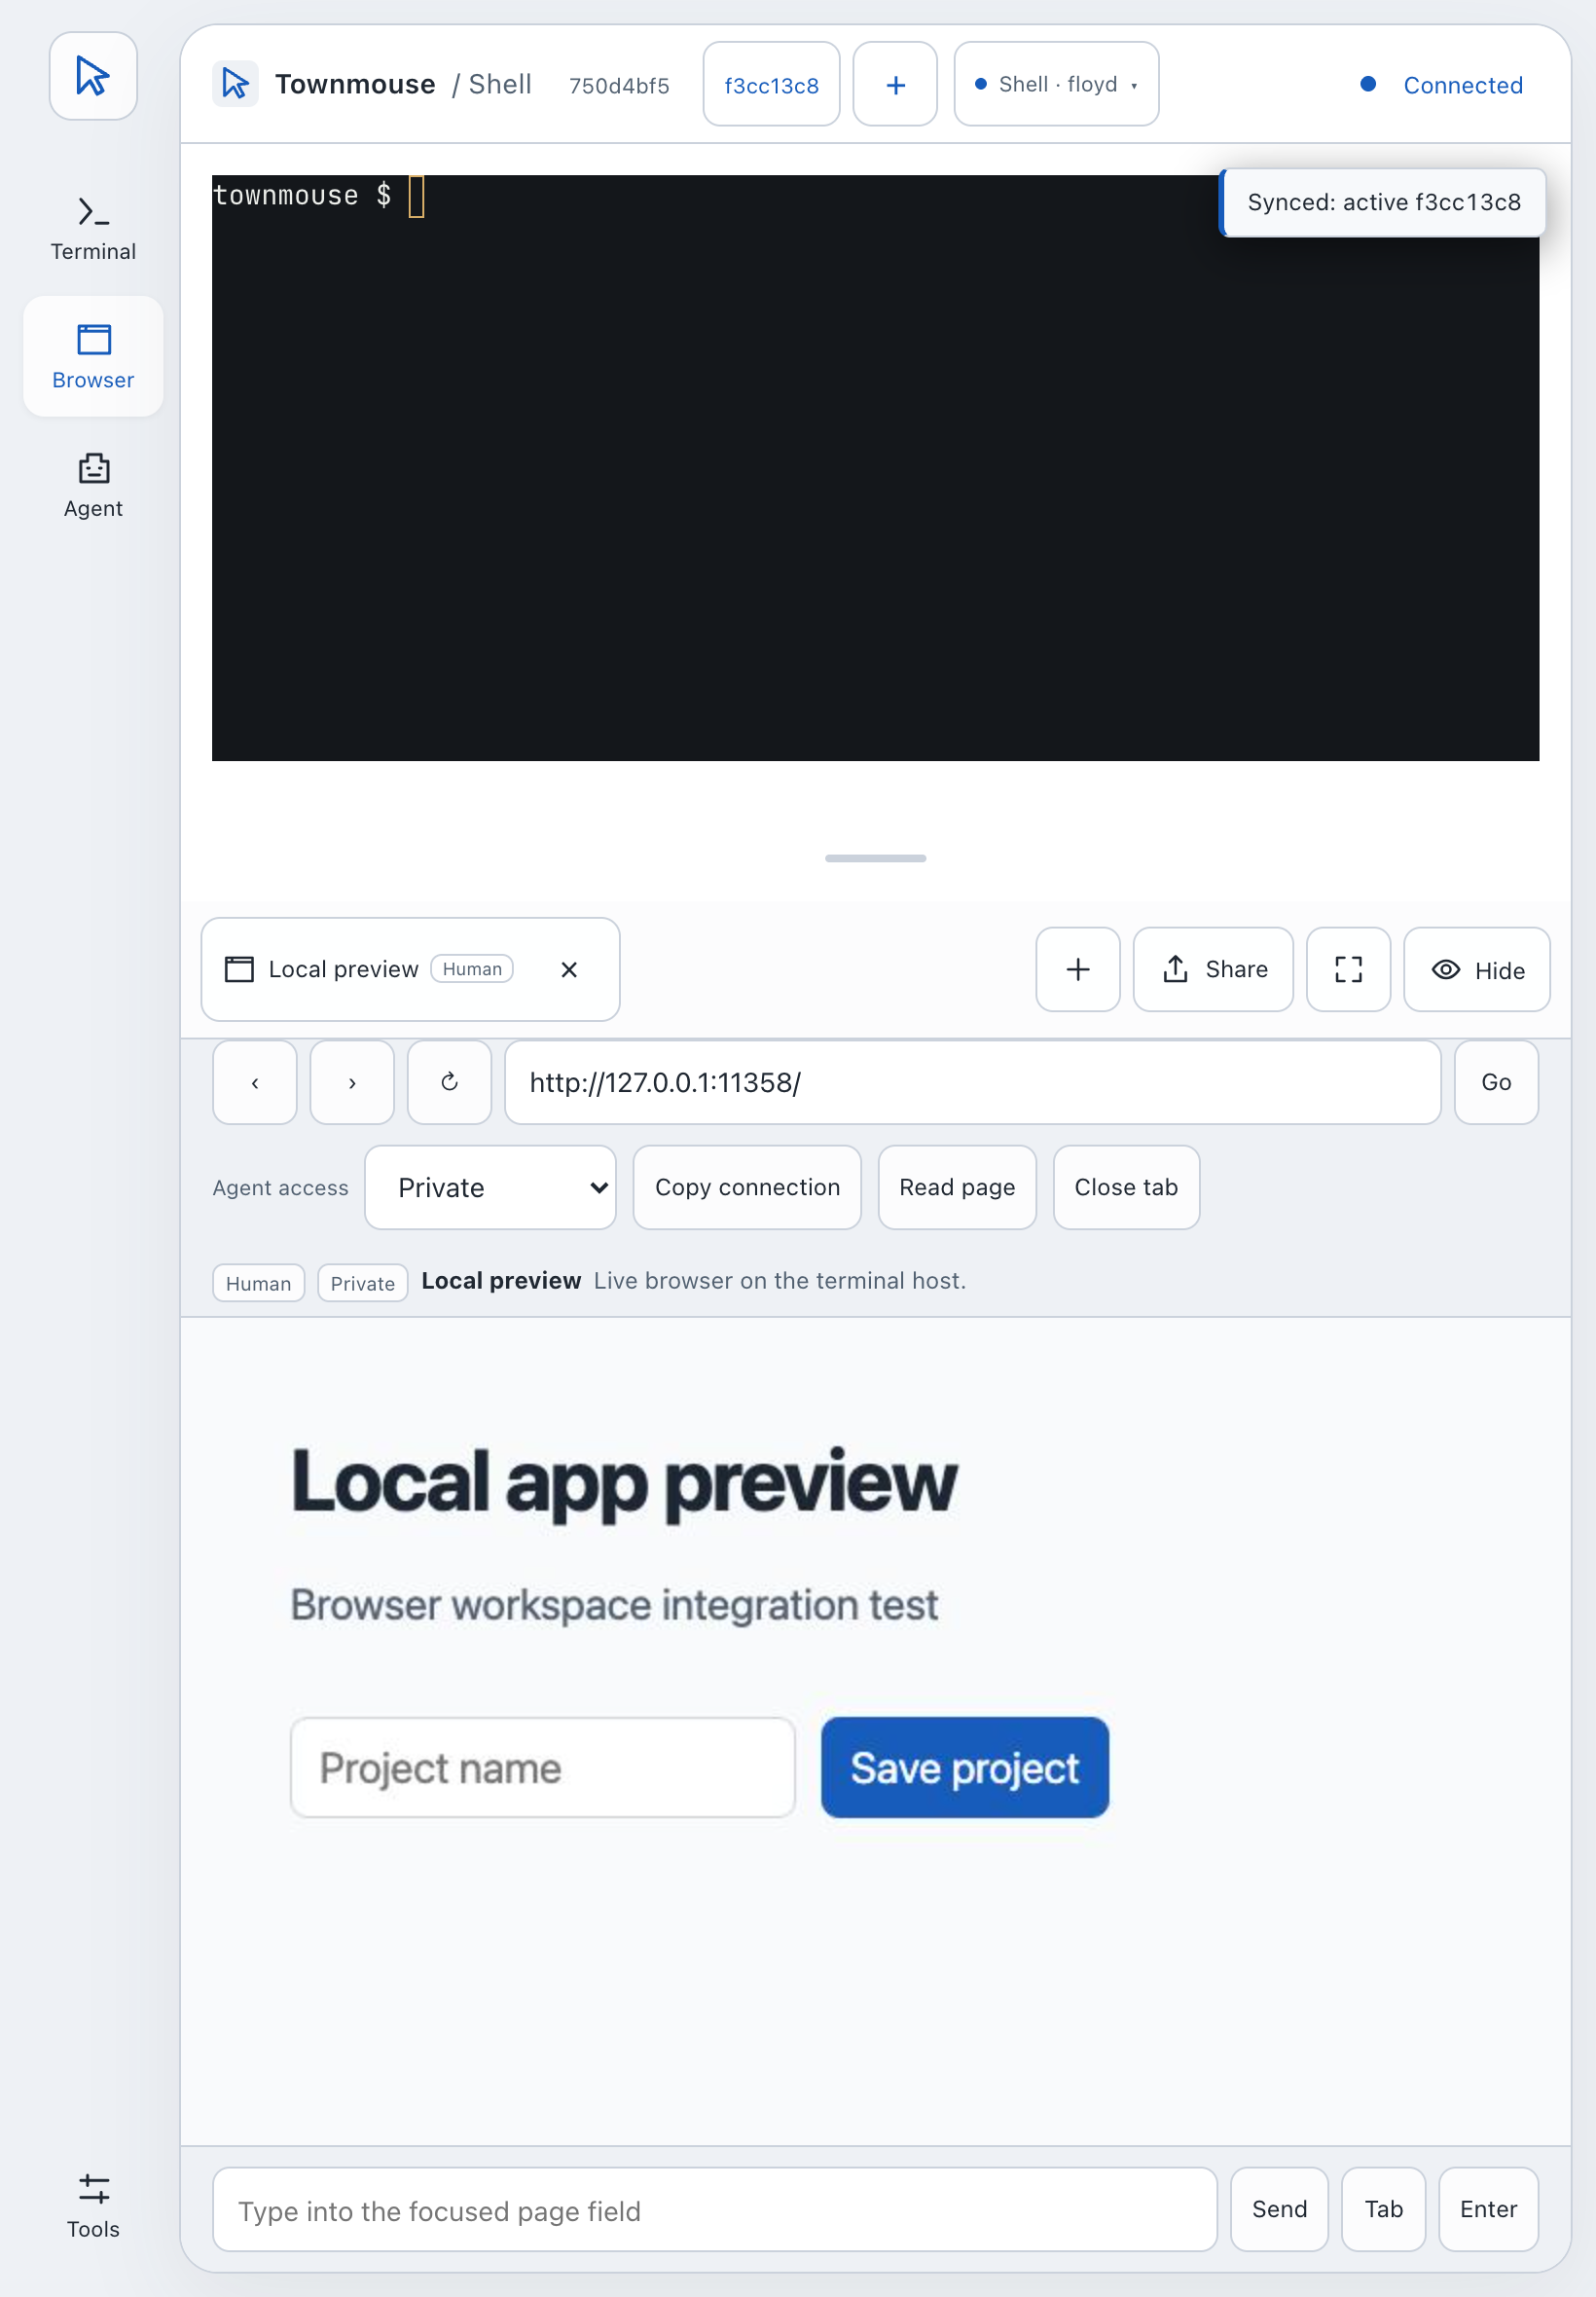 Townmouse / Shell 750d4bf5 f3cc13c8 + Shell · floyd ▾ Connected
townmouse $
Synced: active f3cc13c8
Terminal
Browser
Agent
Local preview Human × + Share Hide
‹ › ↻ http://127.0.0.1:11358/ Go
Agent access Private Copy connection Read page Close tab
Human Private Local preview Live browser on the terminal host.
Local app preview
Browser workspace integration test
Project name Save project
Tools
Type into the focused page field Send Tab Enter